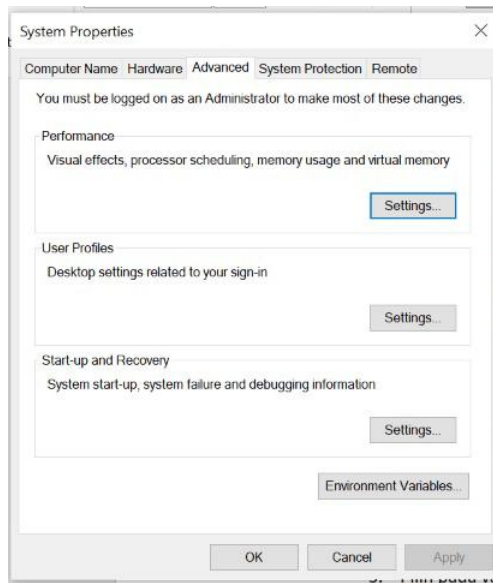 System Properties
Computer Name Hardware Advanced System Protection Remote
You must be logged on as an Administrator to make most of these changes.
Performance
Visual effects, processor scheduling, memory usage and virtual memory
Settings...
User Profiles
Desktop settings related to your sign-in
Settings...
Start-up and Recovery
System start-up, system failure and debugging information
Settings...
Environment Variables...
OK Cancel Apply